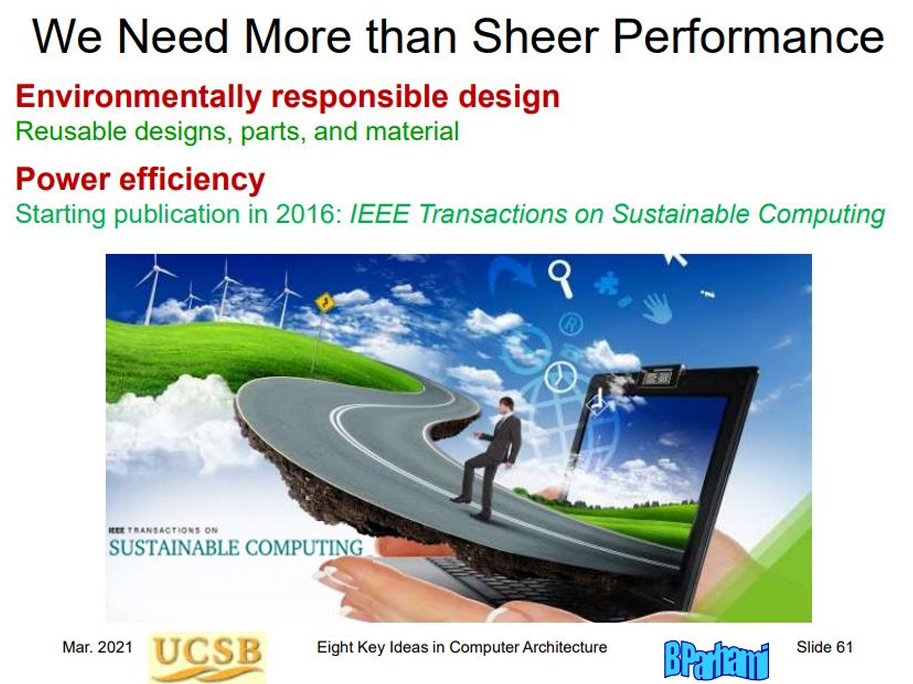 We Need More than Sheer Performance
Environmentally responsible design
Reusable designs, parts, and material
Power efficiency
Starting publication in 2016: IEEE Transactions on Sustainable Computing
®
IEEE TRANSACTIONS ON
SUSTAINABLE COMPUTING
Mar. 2021
UCSB
Eight Key Ideas in Computer Architecture
BParhami
Slide 61